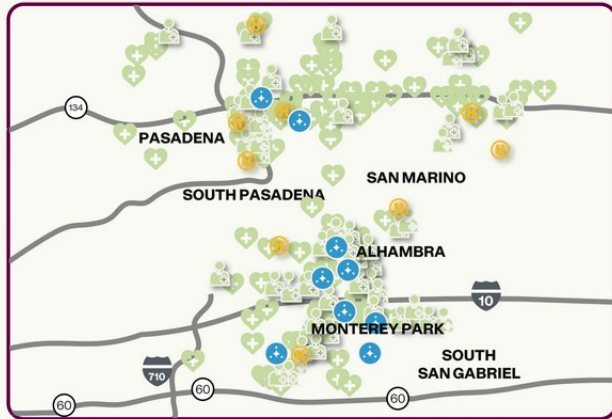 134
PASADENA
SAN MARINO
SOUTH PASADENA
ALHAMBRA
10
MONTEREY PARK
SOUTH
SAN GABRIEL
710
60
60
60